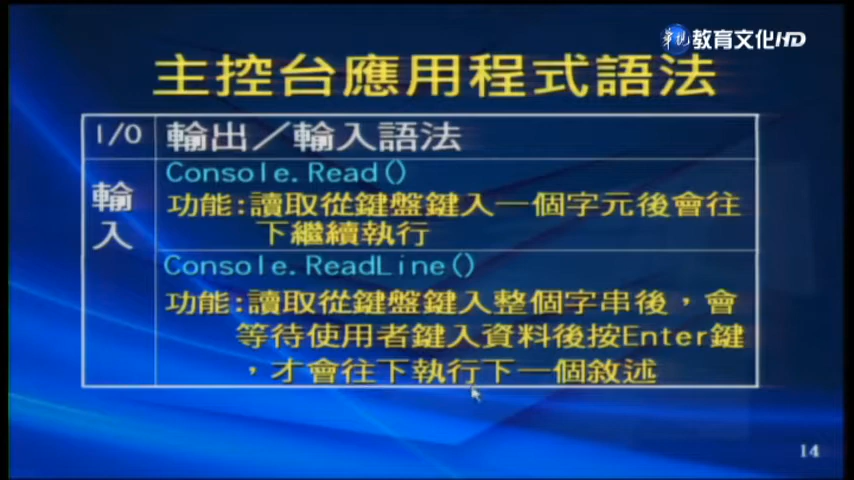 華視教育文化HD
主控台應用程式語法
I/O 輸出／輸入語法
輸入
Console.Read()
功能:讀取從鍵盤鍵入一個字元後會往
下繼續執行
Console.ReadLine()
功能:讀取從鍵盤鍵入整個字串後，會
等待使用者鍵入資料後按Enter鍵
，才會往下執行下一個敘述
14